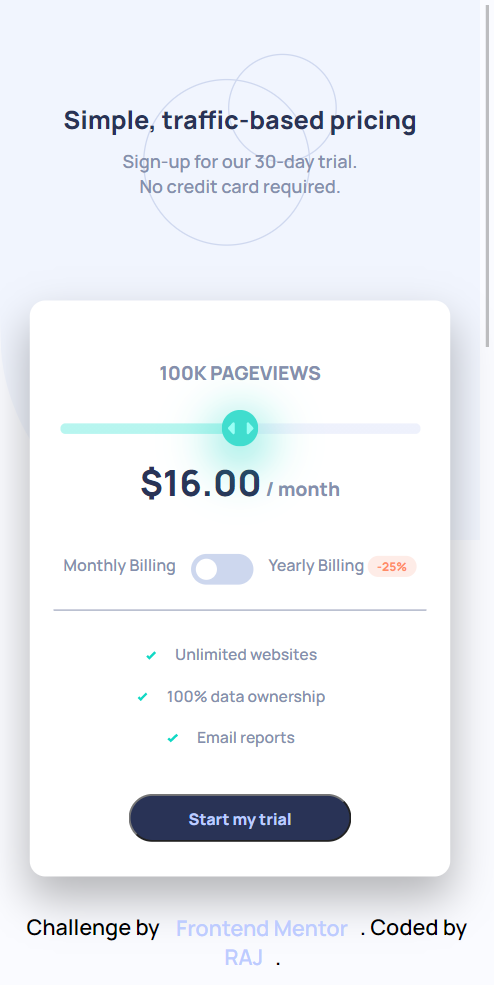 Simple, traffic-based pricing
Sign-up for our 30-day trial.
No credit card required.
100K PAGEVIEWS
$16.00 / month
Monthly Billing Yearly Billing -25%
Unlimited websites
100% data ownership
Email reports
Start my trial
Challenge by Frontend Mentor . Coded by
RAJ .